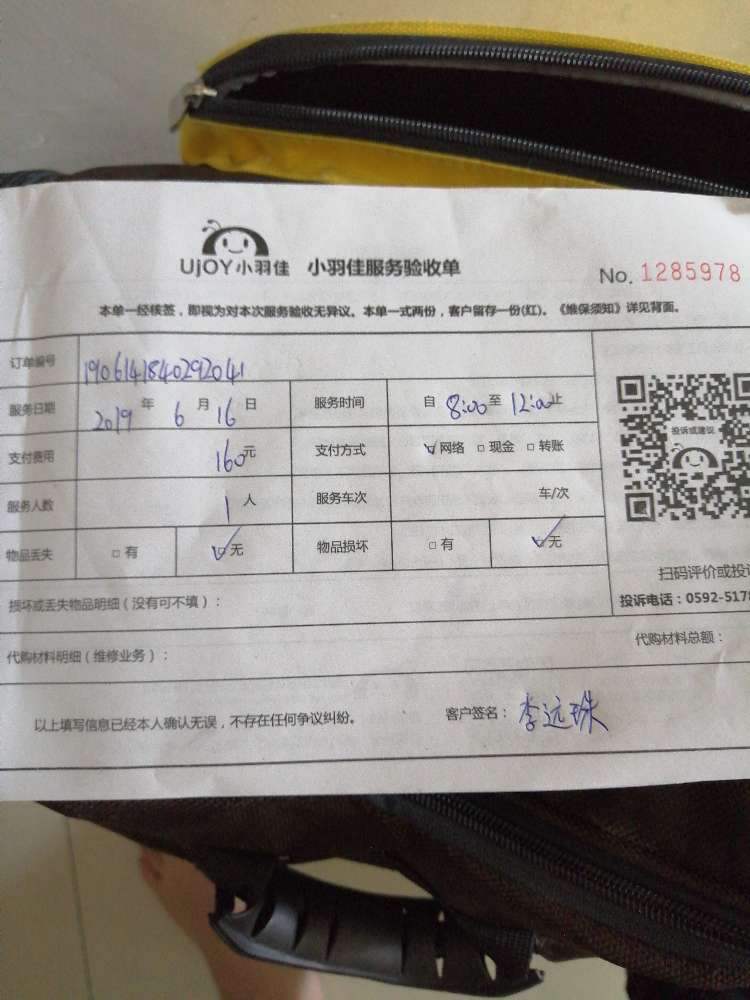 UjOY小羽佳 小羽佳服务验收单 No. 1285978
本单一经核签，即视为对本次服务验收无异议。本单一式两份，客户留存一份(红)。《维保须知》详见背面。
订单编号 1906141840292041
服务日期 2019 年 6 月 16 日 服务时间 自 8:00 至 12:00 止
支付费用 160 元 支付方式 网络 现金 转账
投诉或建议
服务人数 1 人 服务车次 车/次
物品丢失 有 无 物品损坏 有 无
扫码评价或投诉
损坏或丢失物品明细（没有可不填）：
投诉电话：0592-5178
代购材料明细（维修业务）：
代购材料总额：
以上填写信息已经本人确认无误，不存在任何争议纠纷。 客户签名： 李远珠